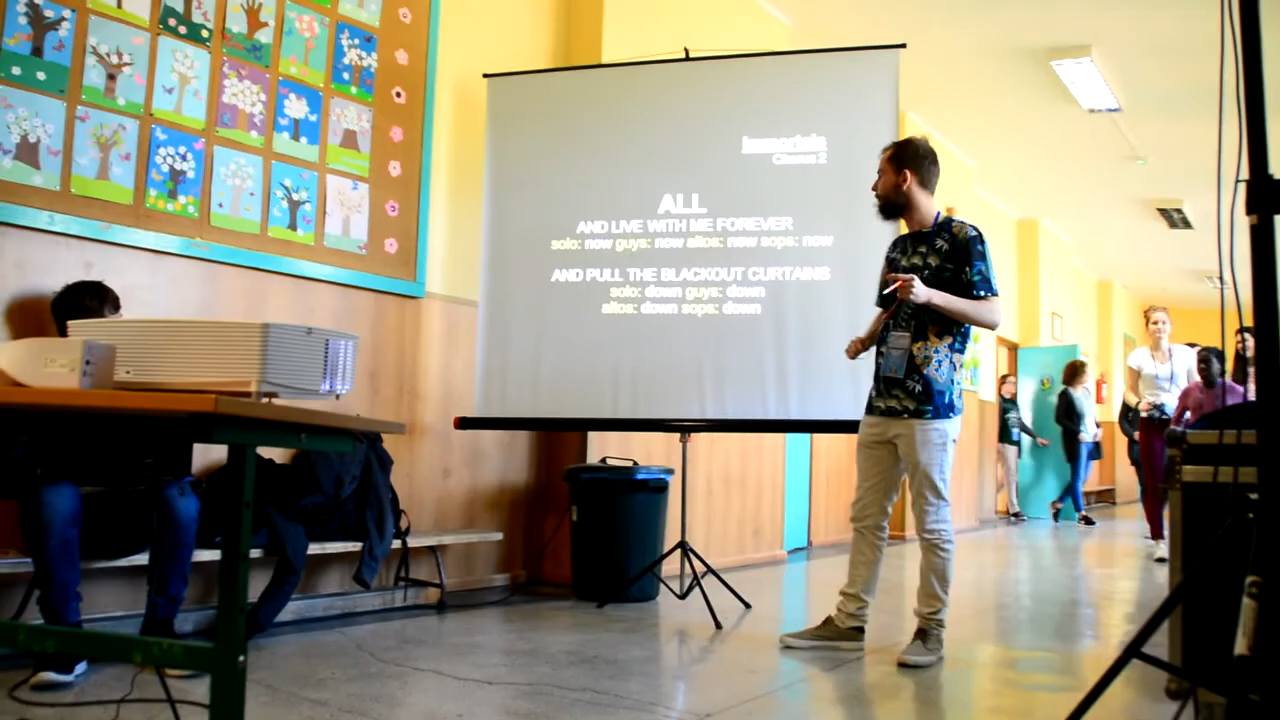 Immortals
Chorus 2
ALL
AND LIVE WITH ME FOREVER
solo: now guys: now altos: now sops: now
AND PULL THE BLACKOUT CURTAINS
solo: down guys: down
altos: down sops: down